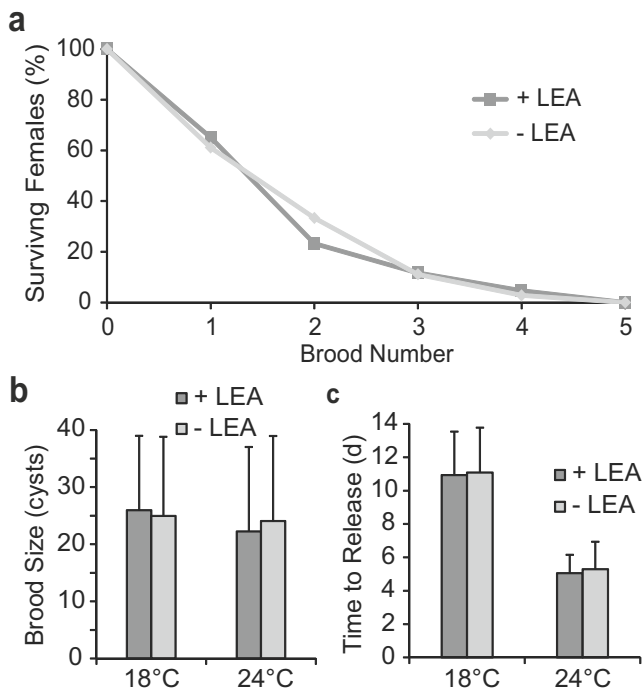 a
100
80
60
40
20
0
Survivng Females (%)
+ LEA
- LEA
0 1 2 3 4 5
Brood Number
b
+ LEA
- LEA
40
30
20
10
0
Brood Size (cysts)
18°C 24°C
c
14
12
10
8
6
4
2
0
Time to Release (d)
+ LEA
- LEA
18°C 24°C